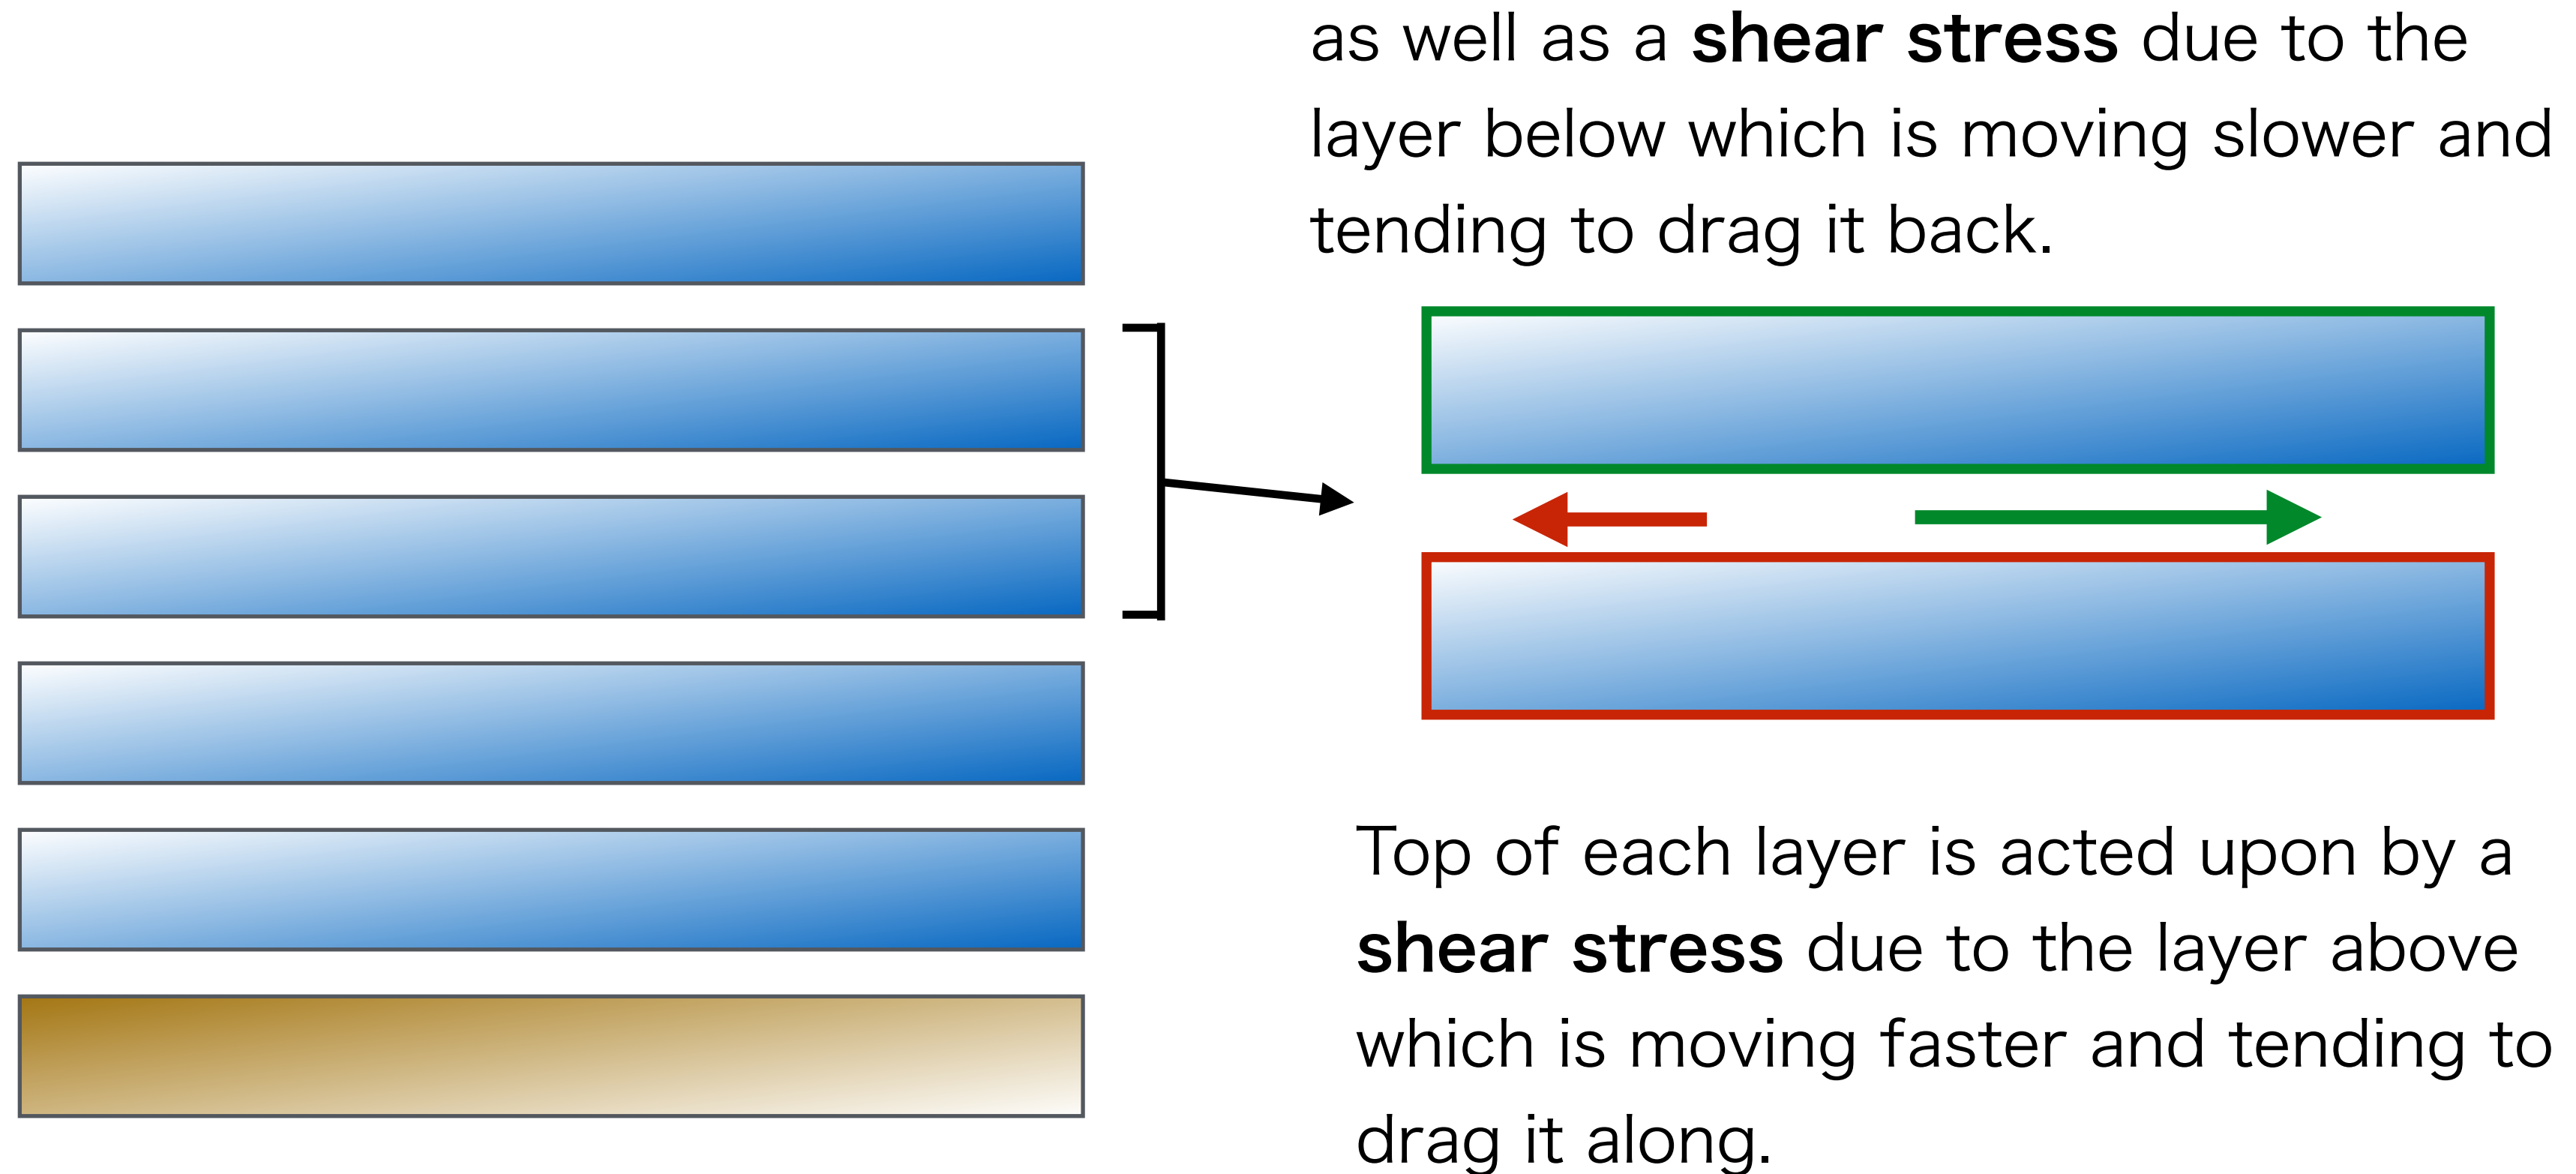 as well as a shear stress due to the
layer below which is moving slower and
tending to drag it back.
Top of each layer is acted upon by a
shear stress due to the layer above
which is moving faster and tending to
drag it along.